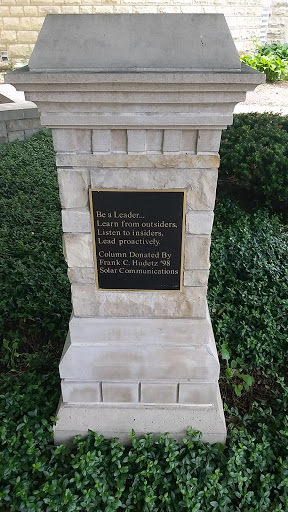 Be a Leader...
Learn from outsiders,
Listen to insiders,
Lead proactively.
Column Donated By
Frank C. Hudetz '98
Solar Communications